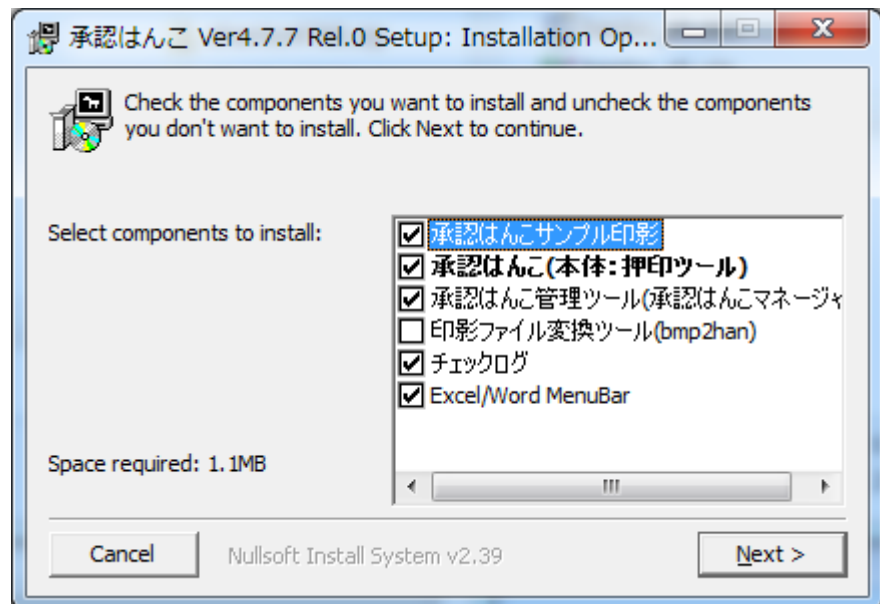 承認はんこ Ver4.7.7 Rel.0 Setup: Installation Op...
Check the components you want to install and uncheck the components
you don't want to install. Click Next to continue.
Select components to install:
承認はんこサンプル印影
承認はんこ(本体:押印ツール)
承認はんこ管理ツール(承認はんこマネージャ
印影ファイル変換ツール(bmp2han)
チェックログ
Excel/Word MenuBar
Space required: 1.1MB
Cancel
Nullsoft Install System v2.39
Next >